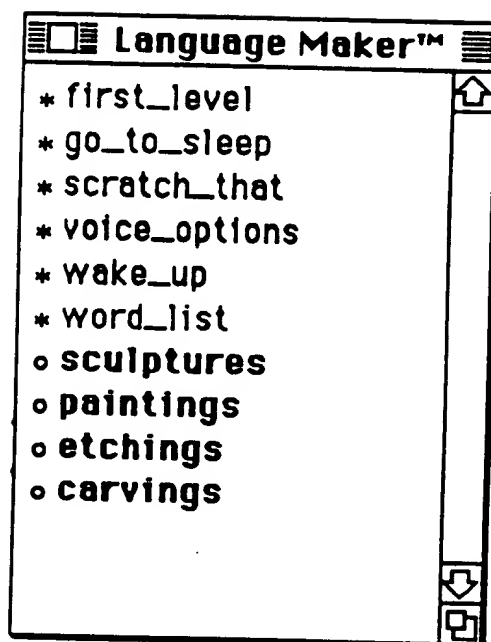 Language Maker™
* first_level
* go_to_sleep
* scratch_that
* voice_options
* wake_up
* word_list
o sculptures
o paintings
o etchings
o carvings